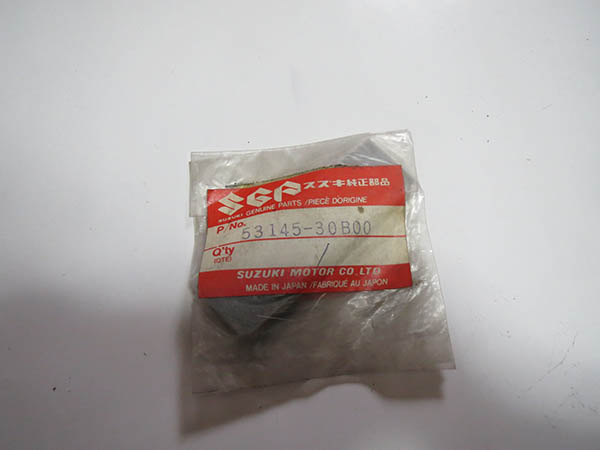 SGP スズキ純正部品
SUZUKI GENUINE PARTS / PIÈCE D'ORIGINE
P/No. 53145-30B00
Q'ty /
(QTE)
SUZUKI MOTOR CO.,LTD.
MADE IN JAPAN / FABRIQUÉ AU JAPON